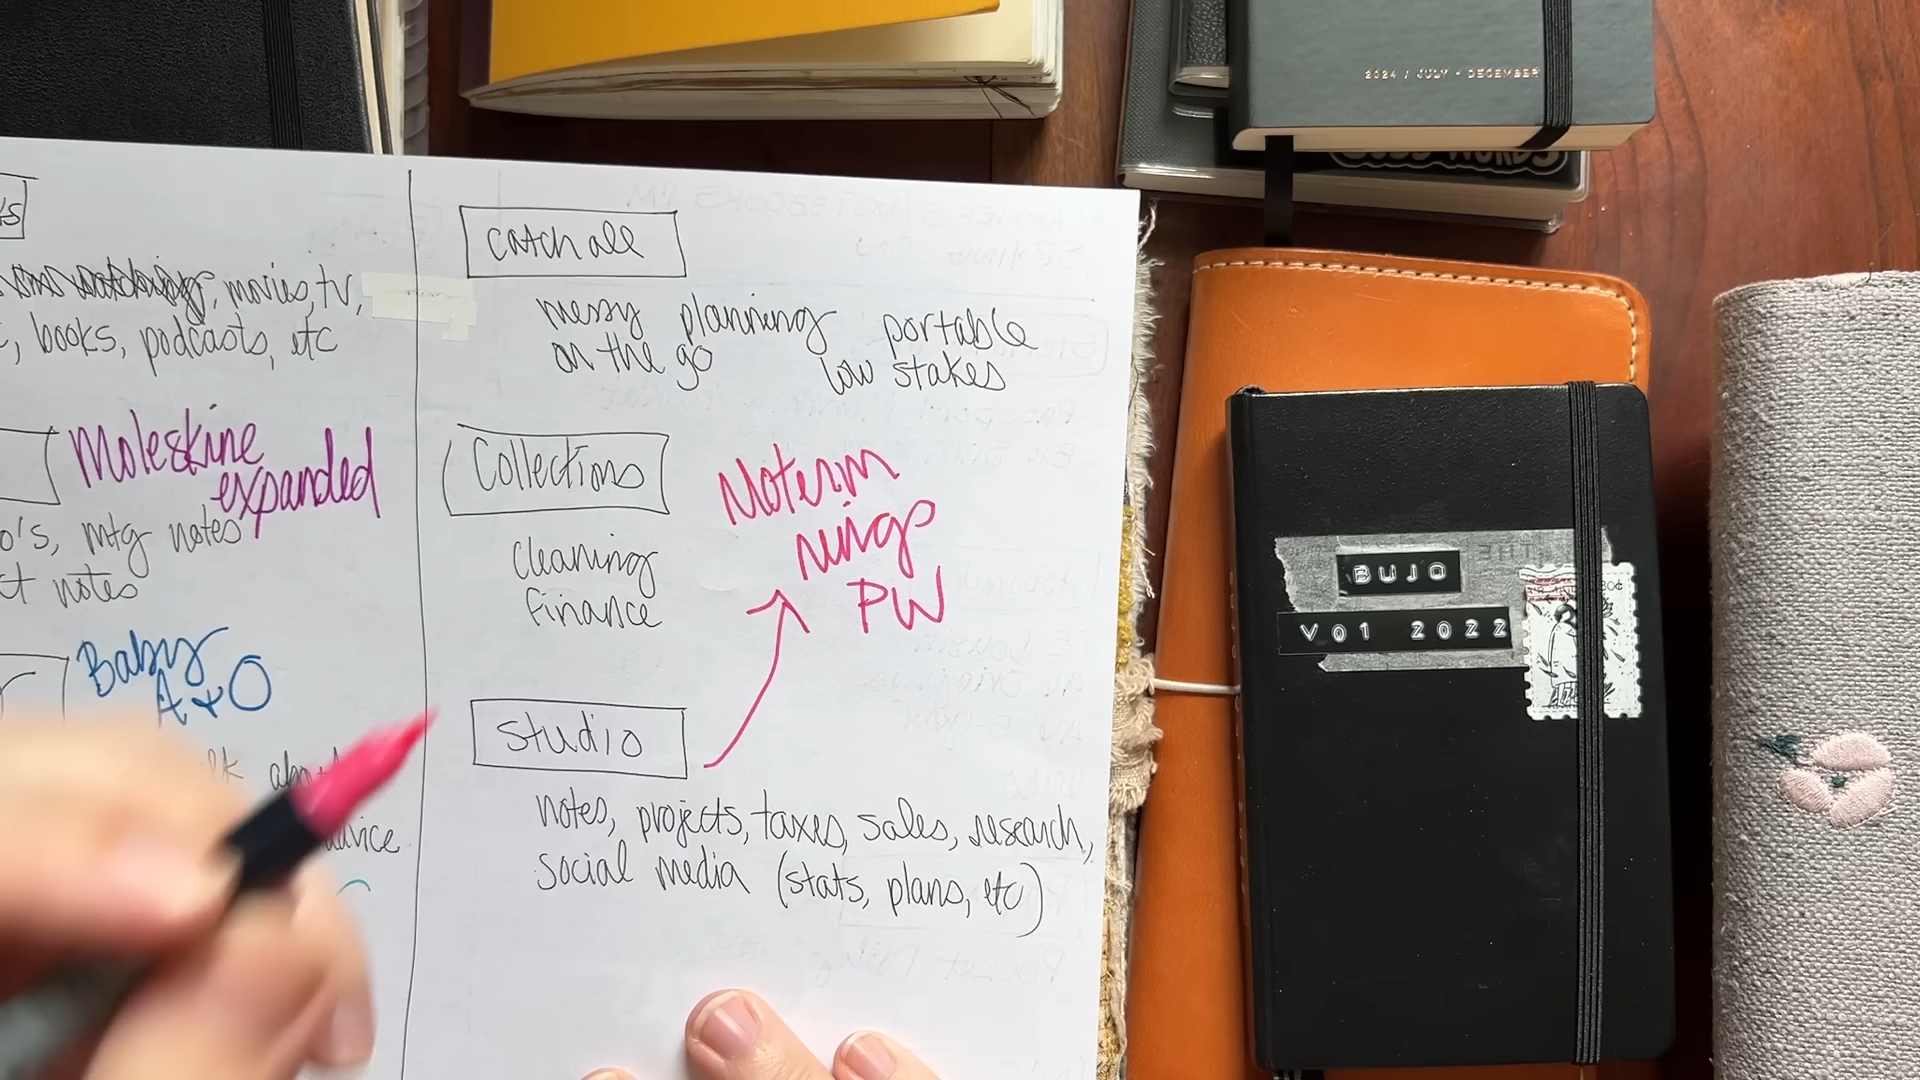 2024 / JULY - DECEMBER
movies, tv,
, books, podcasts, etc
Moleskine
expanded
o's, mtg notes
notes
Baby
A + O
catch all
messy planning portable
on the go low stakes
Collections
cleaning
finance
Noterm
rings
PW
studio
notes, projects, taxes, sales, research,
social media (stats, plans, etc)
BUJO
V01 2022